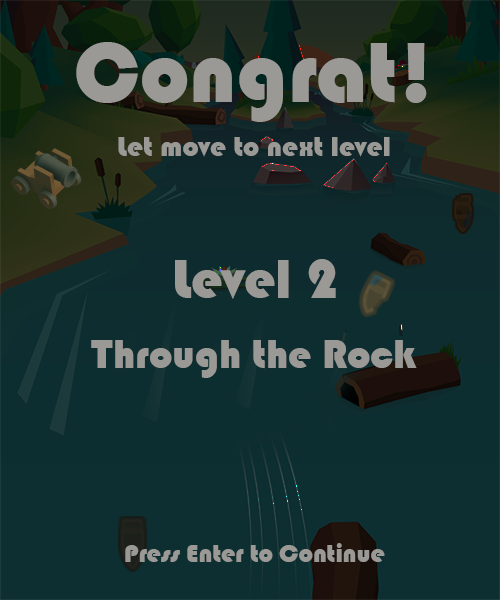 Congrat!
Let move to next level
Level 2
Through the Rock
Press Enter to Continue